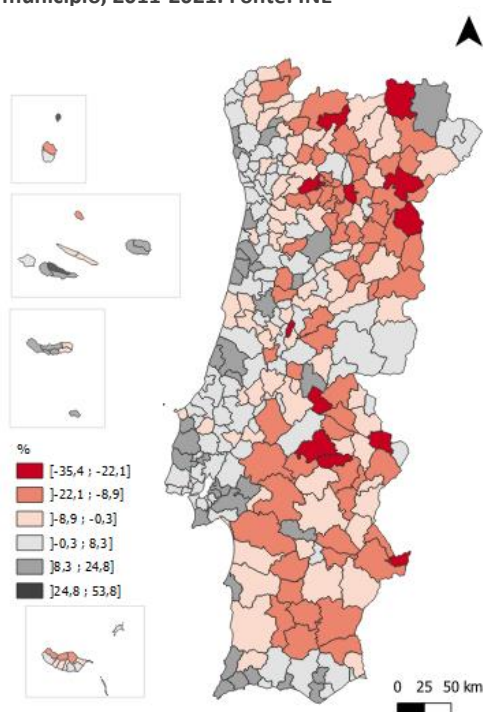 município, 2011-2021. Fonte: INE
%
[-35,4 ; -22,1]
]-22,1 ; -8,9]
]-8,9 ; -0,3]
]-0,3 ; 8,3]
]8,3 ; 24,8]
]24,8 ; 53,8]
0 25 50 km